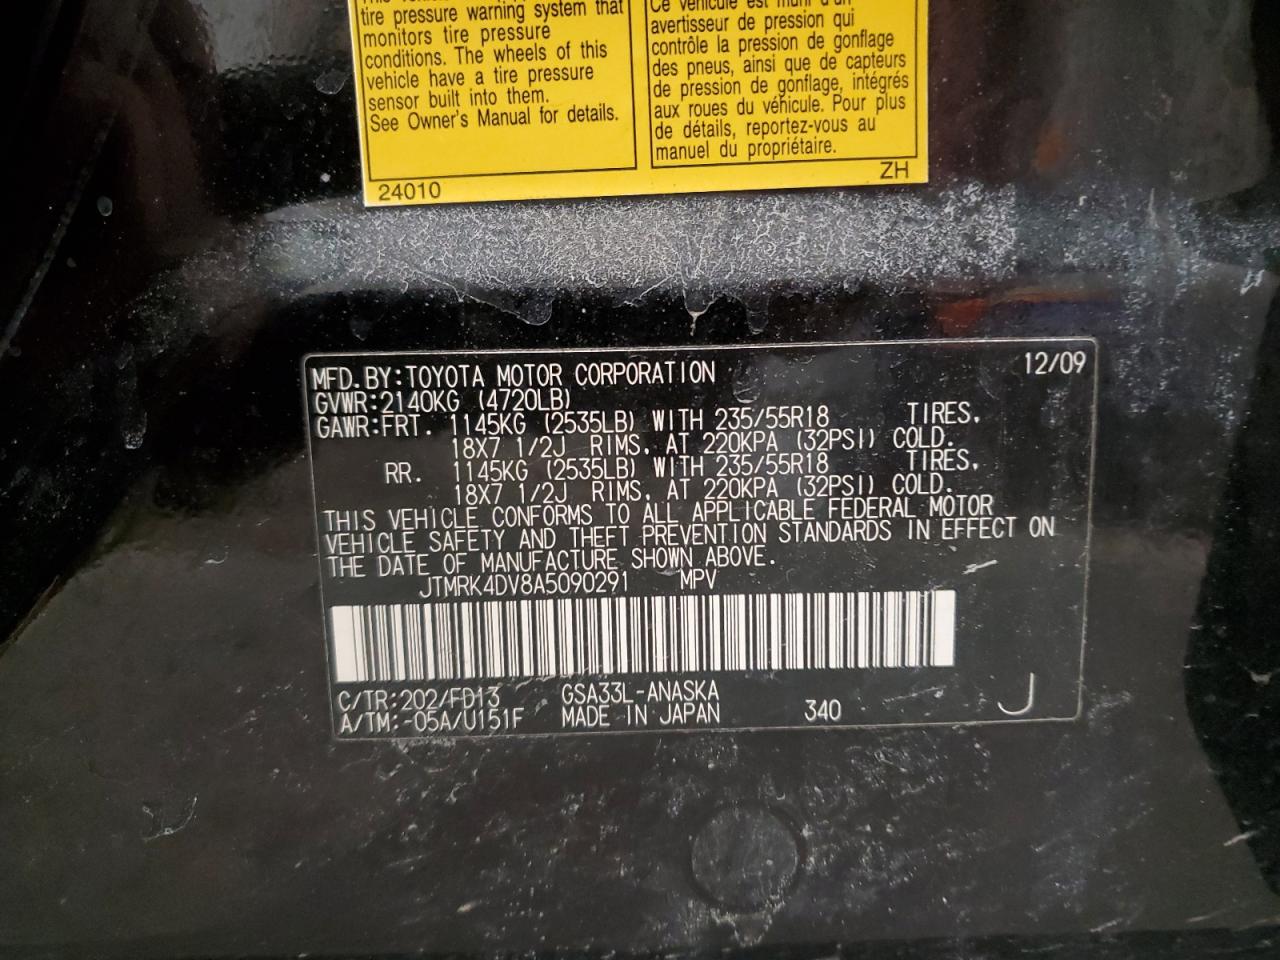 tire pressure warning system that
monitors tire pressure
conditions. The wheels of this
vehicle have a tire pressure
sensor built into them.
See Owner's Manual for details.
24010
Ce véhicule est muni d'un
avertisseur de pression qui
contrôle la pression de gonflage
des pneus, ainsi que de capteurs
de pression de gonflage, intégrés
aux roues du véhicule. Pour plus
de détails, reportez-vous au
manuel du propriétaire.
ZH
MFD.BY:TOYOTA MOTOR CORPORATION 12/09
GVWR:2140KG (4720LB)
GAWR:FRT. 1145KG (2535LB) WITH 235/55R18 TIRES,
18X7 1/2J RIMS, AT 220KPA (32PSI) COLD.
RR. 1145KG (2535LB) WITH 235/55R18 TIRES,
18X7 1/2J RIMS, AT 220KPA (32PSI) COLD.
THIS VEHICLE CONFORMS TO ALL APPLICABLE FEDERAL MOTOR
VEHICLE SAFETY AND THEFT PREVENTION STANDARDS IN EFFECT ON
THE DATE OF MANUFACTURE SHOWN ABOVE.
JTMRK4DV8A5090291 MPV
C/TR:202/FD13 GSA33L-ANASKA
A/TM:-05A/U151F MADE IN JAPAN 340 J